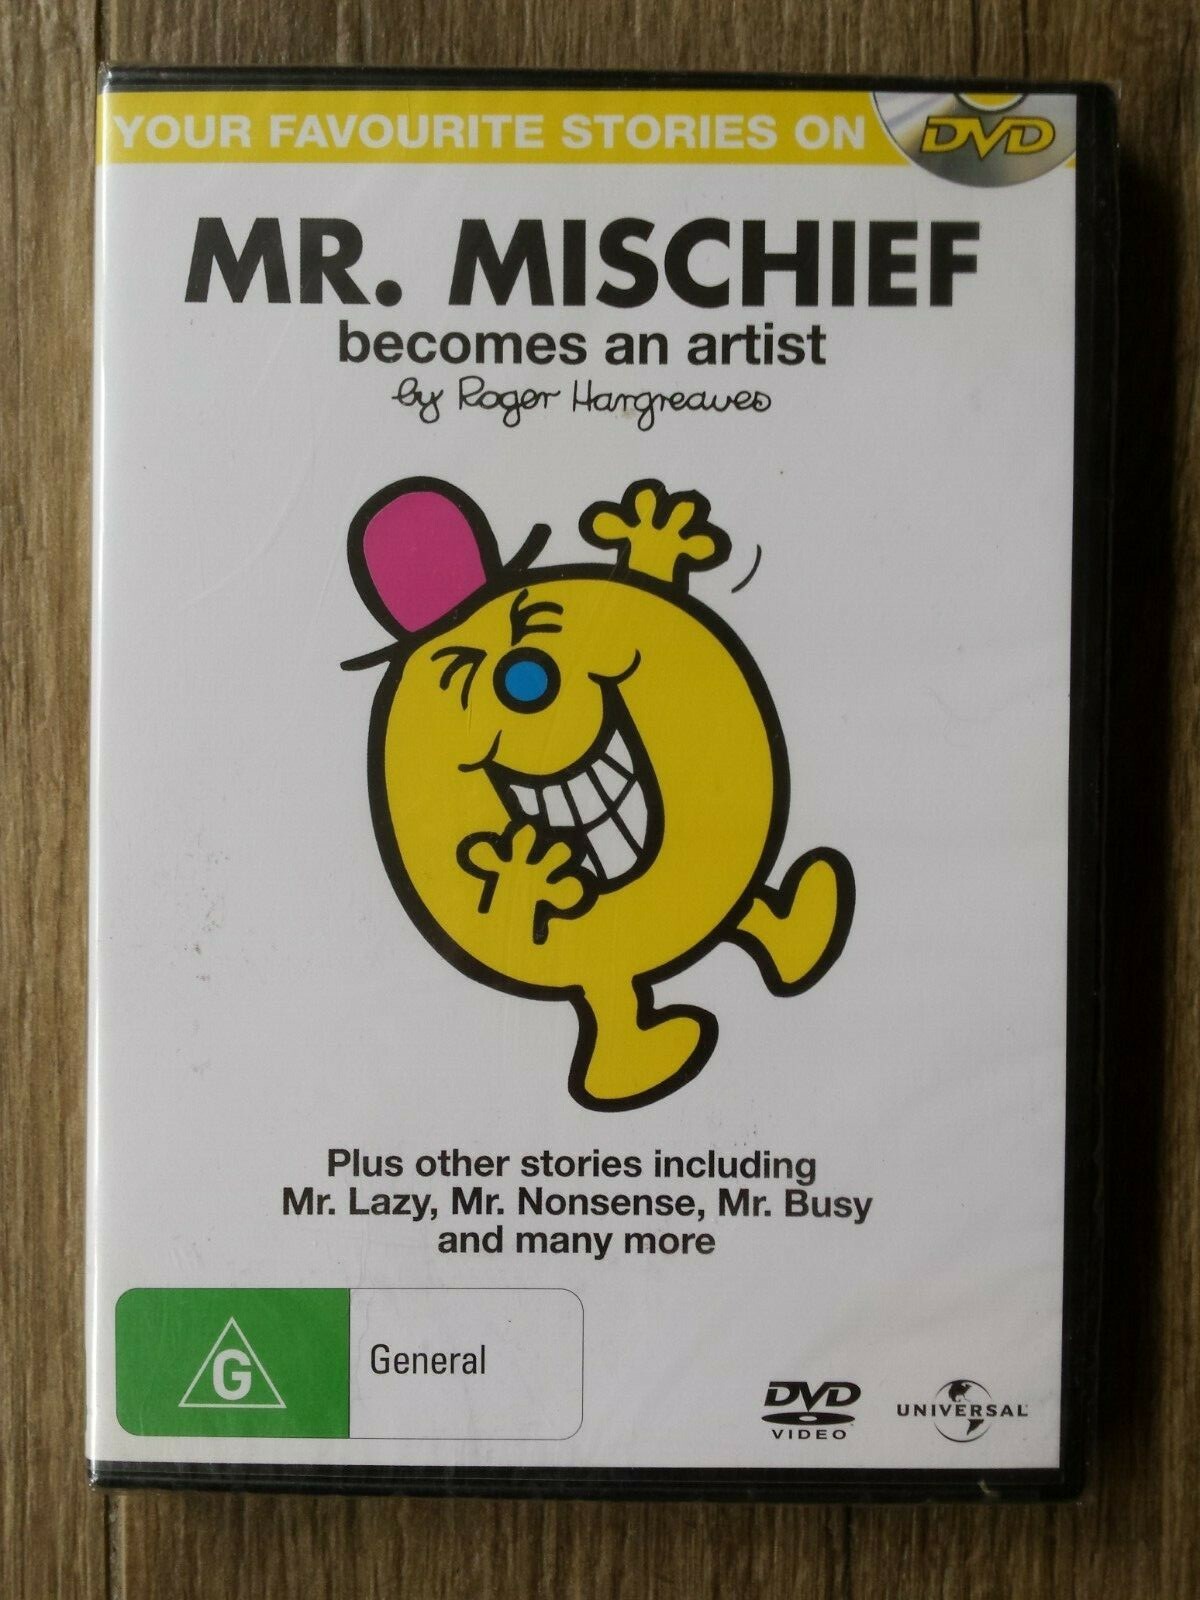 YOUR FAVOURITE STORIES ON DVD
MR. MISCHIEF
becomes an artist
by Roger Hargreaves
Plus other stories including
Mr. Lazy, Mr. Nonsense, Mr. Busy
and many more
G General
DVD
VIDEO
UNIVERSAL